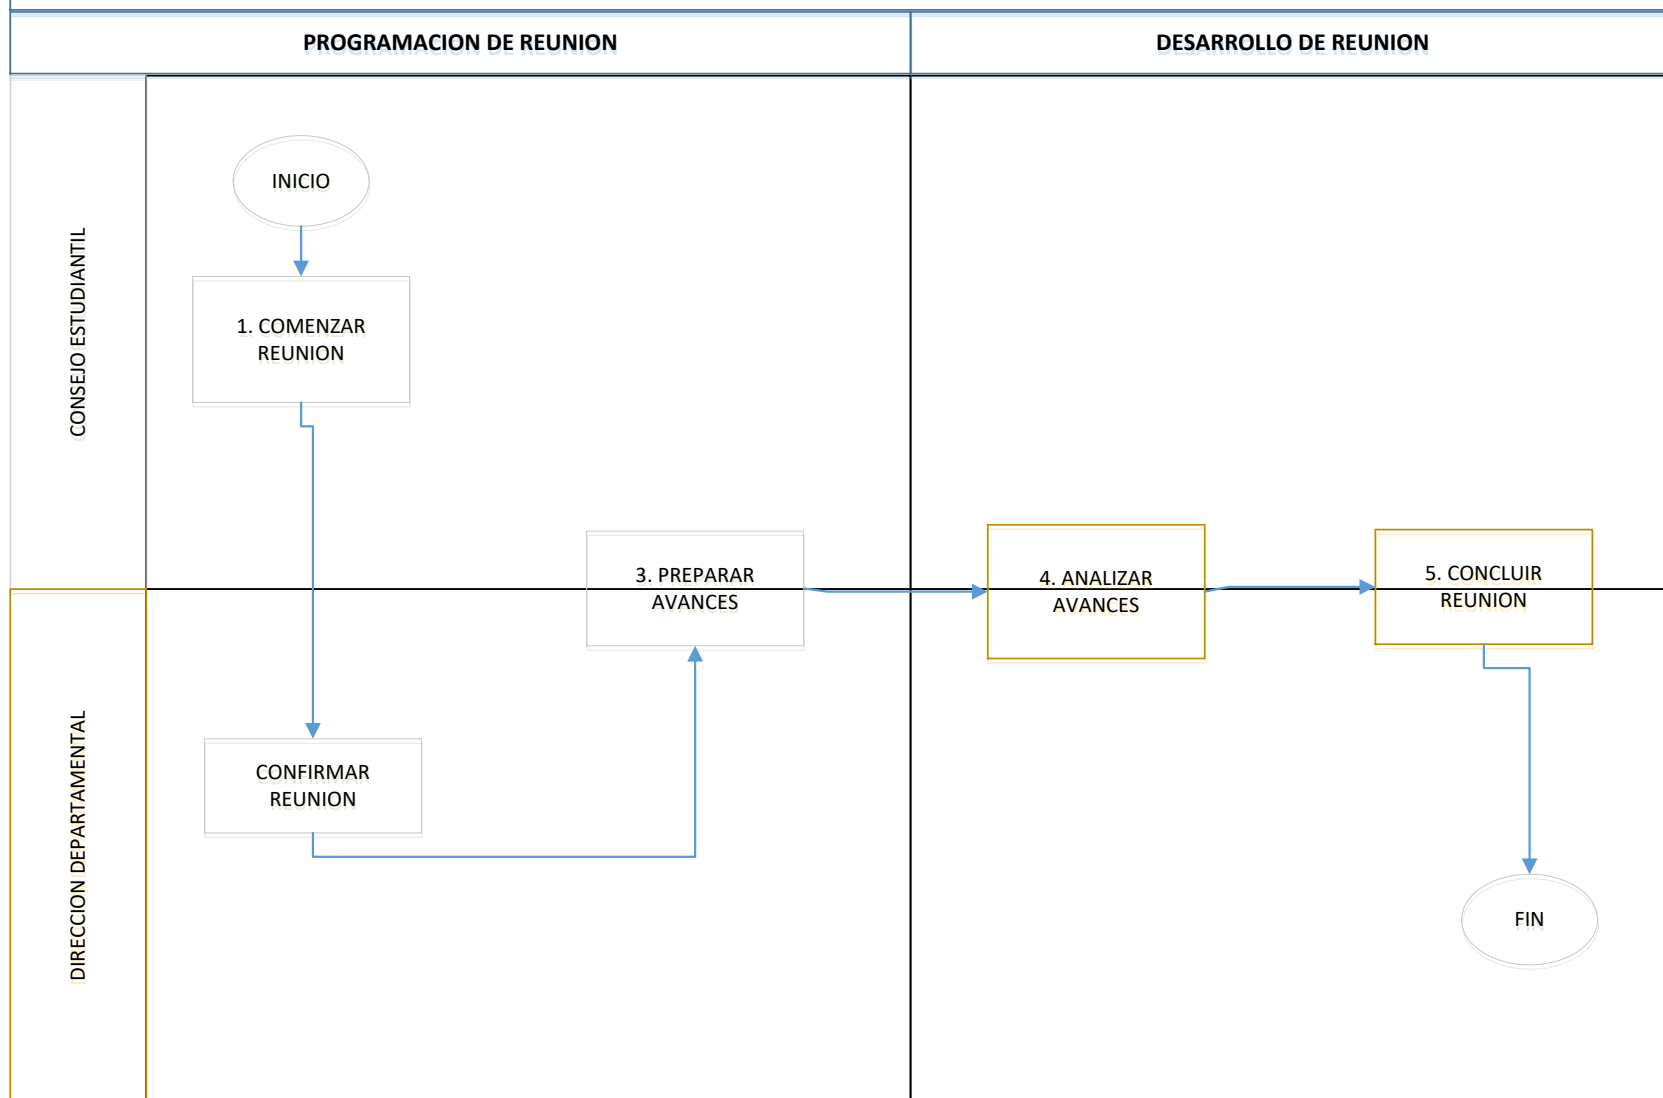 PROGRAMACION DE REUNION
DESARROLLO DE REUNION
CONSEJO ESTUDIANTIL
INICIO
1. COMENZAR
REUNION
3. PREPARAR
AVANCES
4. ANALIZAR
AVANCES
5. CONCLUIR
REUNION
DIRECCION DEPARTAMENTAL
CONFIRMAR
REUNION
FIN